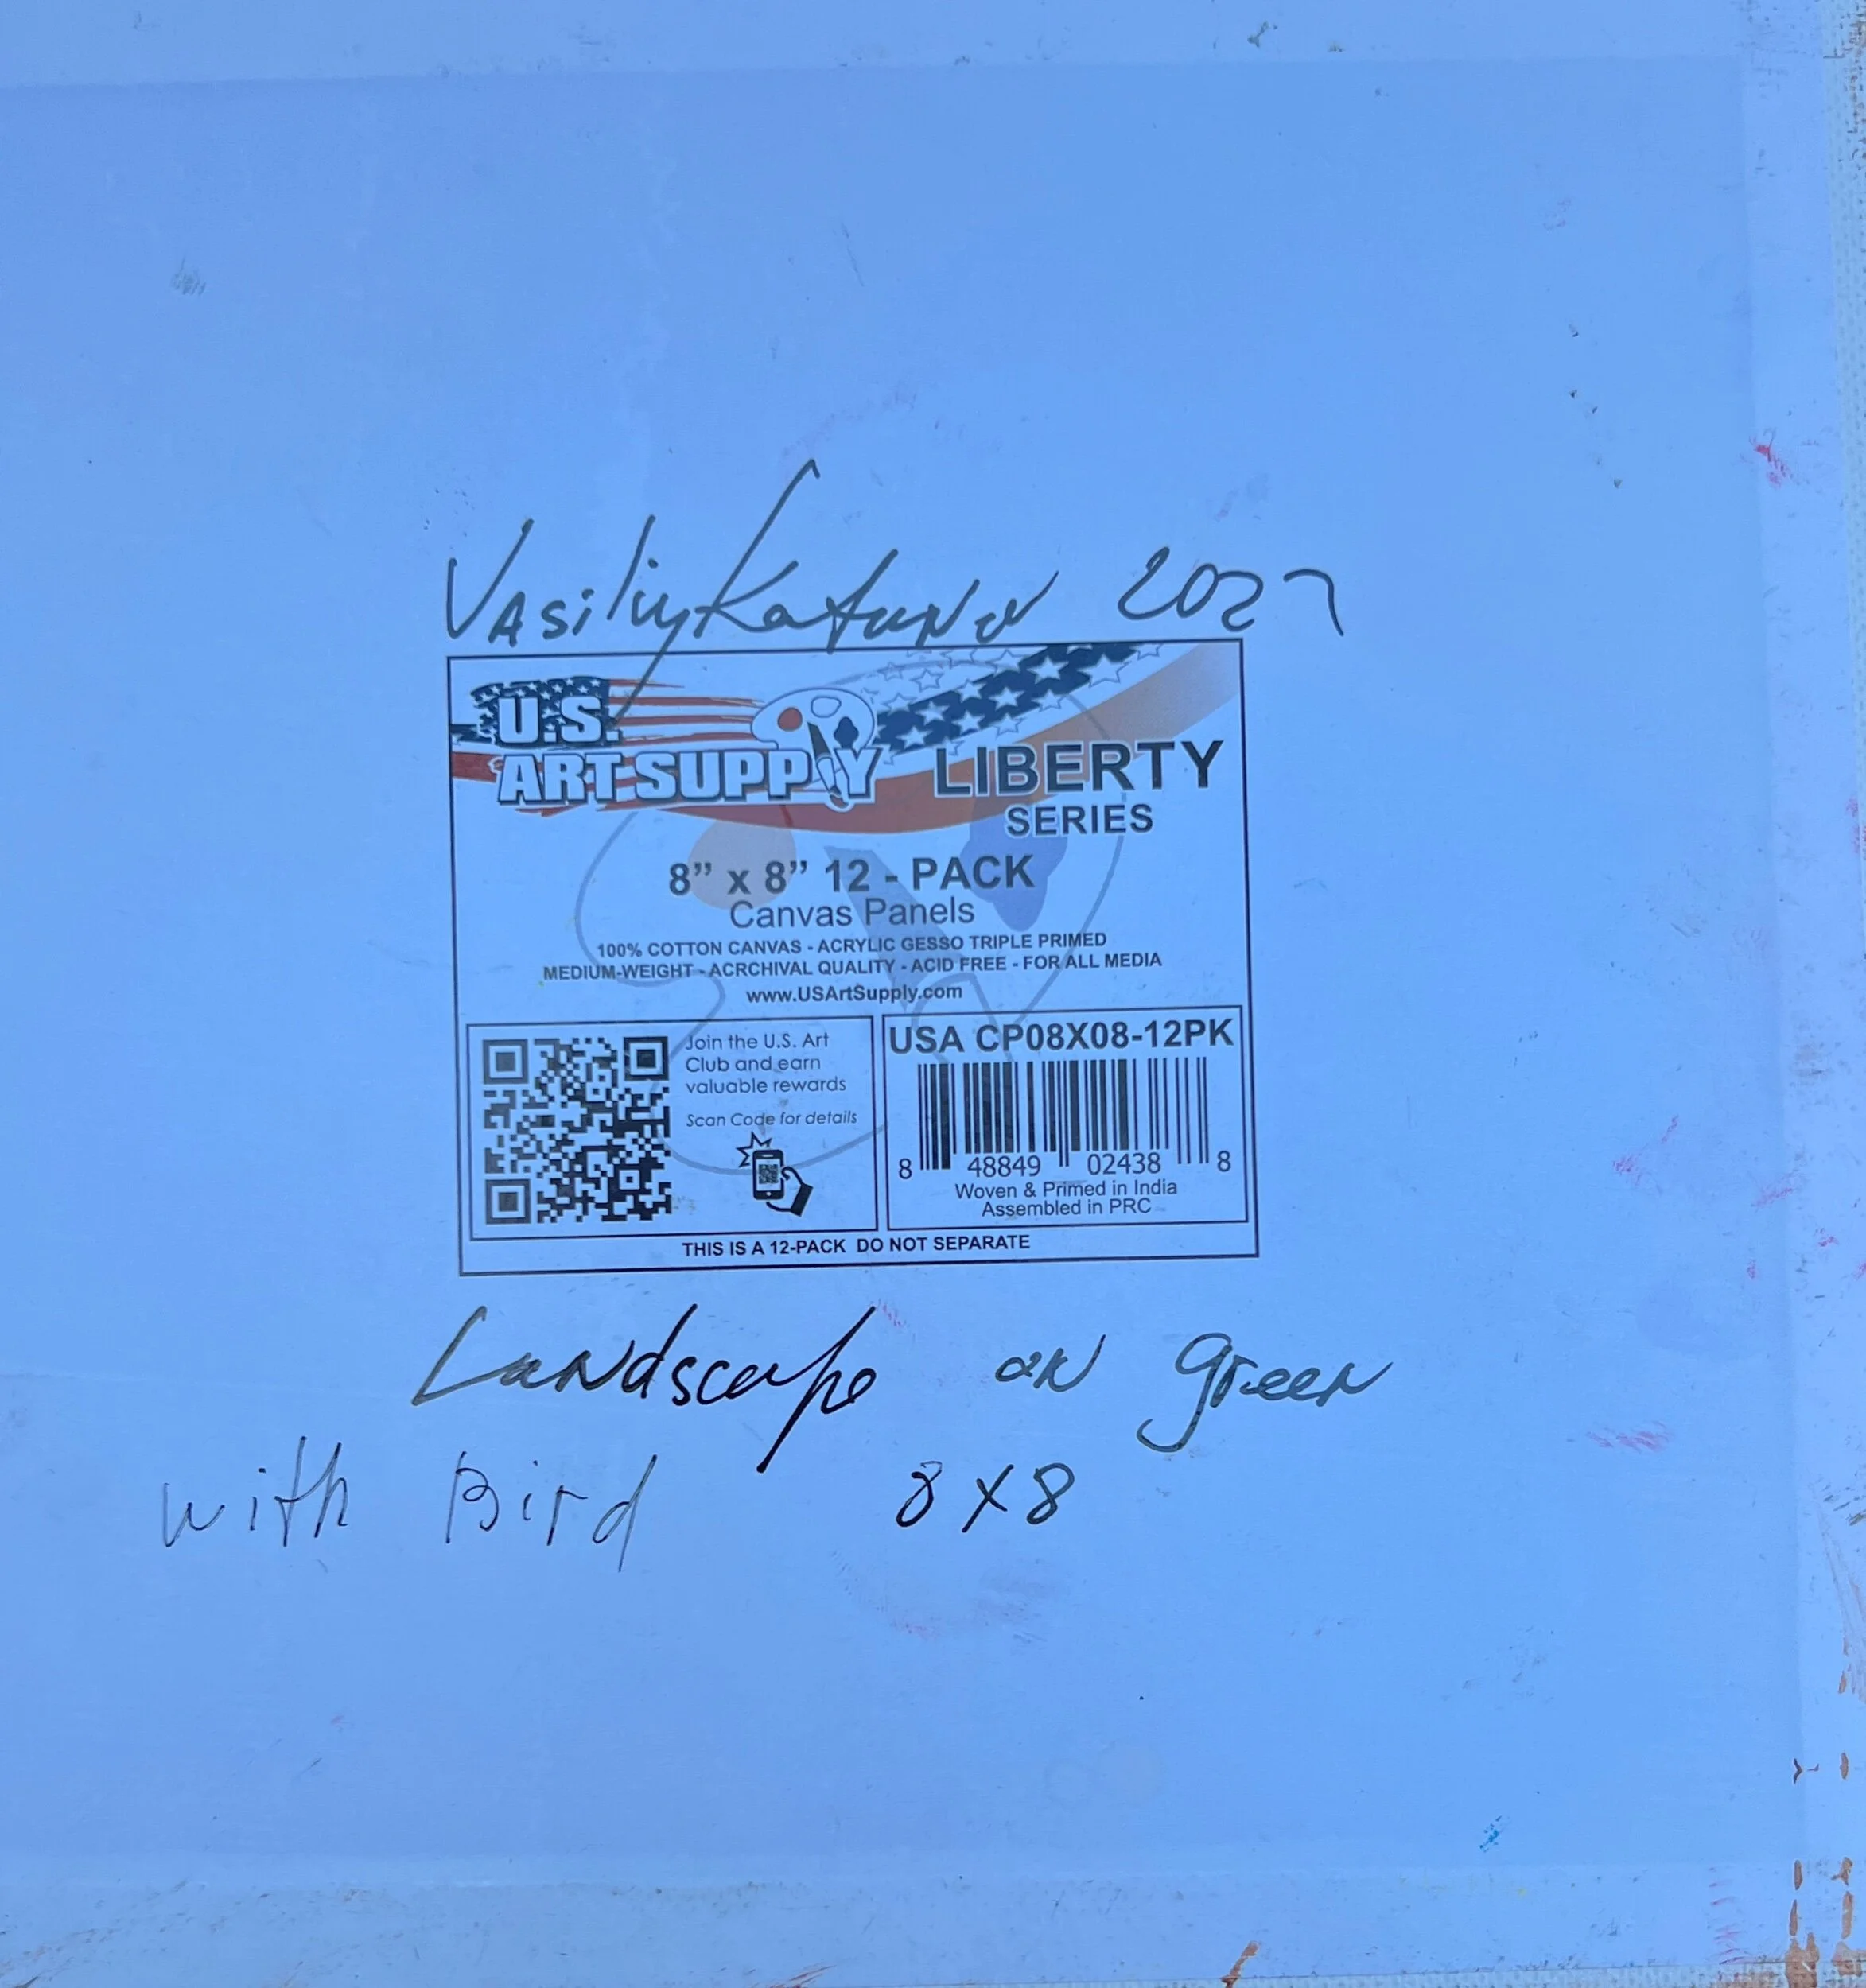 Vasiliy Katunov 202
U.S.
ART SUPPLY
LIBERTY
SERIES
8” x 8” 12 - PACK
Canvas Panels
100% COTTON CANVAS - ACRYLIC GESSO TRIPLE PRIMED
MEDIUM-WEIGHT - ACRCHIVAL QUALITY - ACID FREE - FOR ALL MEDIA
www.USArtSupply.com
Join the U.S. Art
Club and earn
valuable rewards
Scan Code for details
USA CP08X08-12PK
8 48849 02438 8
Woven & Primed in India
Assembled in PRC
THIS IS A 12-PACK DO NOT SEPARATE
Landscape on green
with Bird 8x8